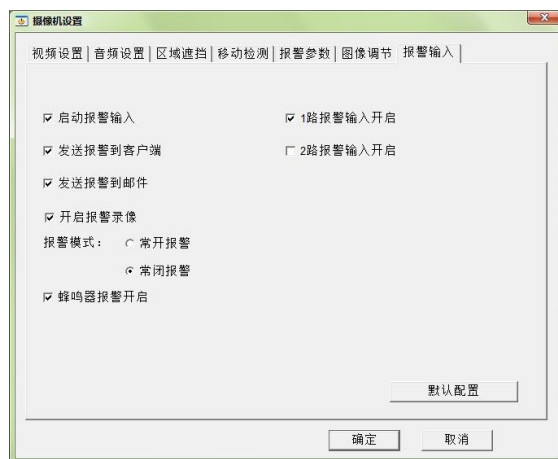 摄像机设置
视频设置 音频设置 区域遮挡 移动检测 报警参数 图像调节 报警输入
启动报警输入 1路报警输入开启
发送报警到客户端 2路报警输入开启
发送报警到邮件
开启报警录像
报警模式： 常开报警
常闭报警
蜂鸣器报警开启
默认配置
确定 取消